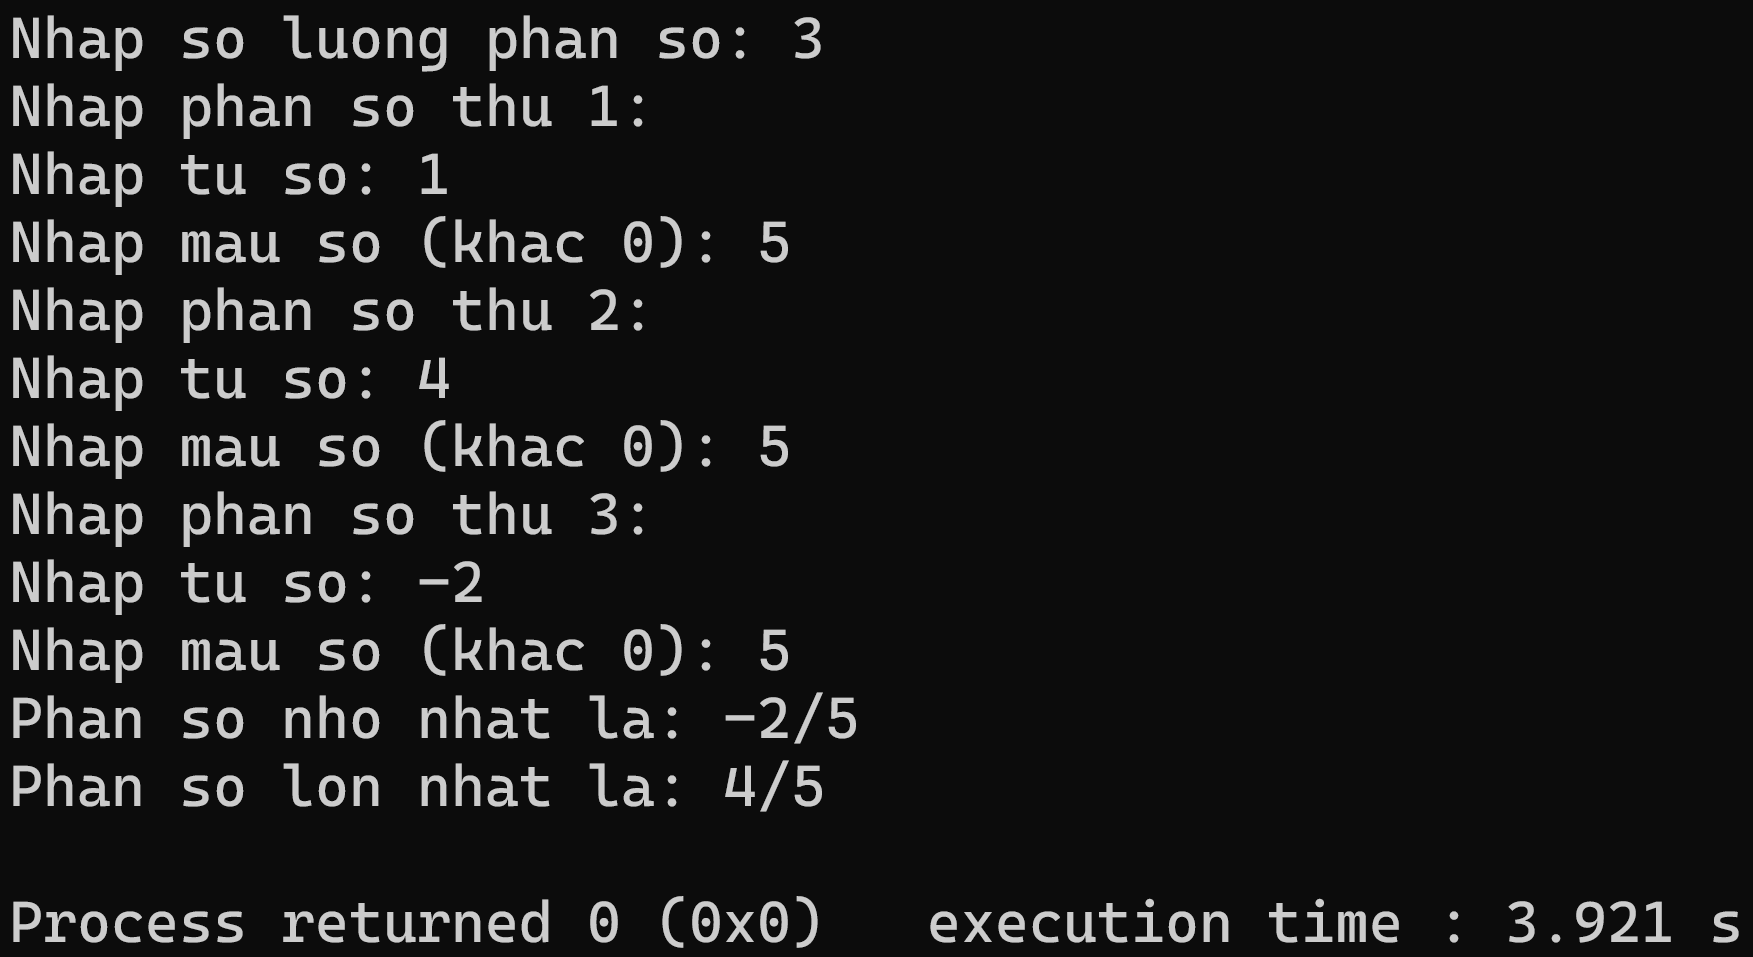 Nhap so luong phan so: 3
Nhap phan so thu 1:
Nhap tu so: 1
Nhap mau so (khac 0): 5
Nhap phan so thu 2:
Nhap tu so: 4
Nhap mau so (khac 0): 5
Nhap phan so thu 3:
Nhap tu so: -2
Nhap mau so (khac 0): 5
Phan so nho nhat la: -2/5
Phan so lon nhat la: 4/5
Process returned 0 (0x0)   execution time : 3.921 s